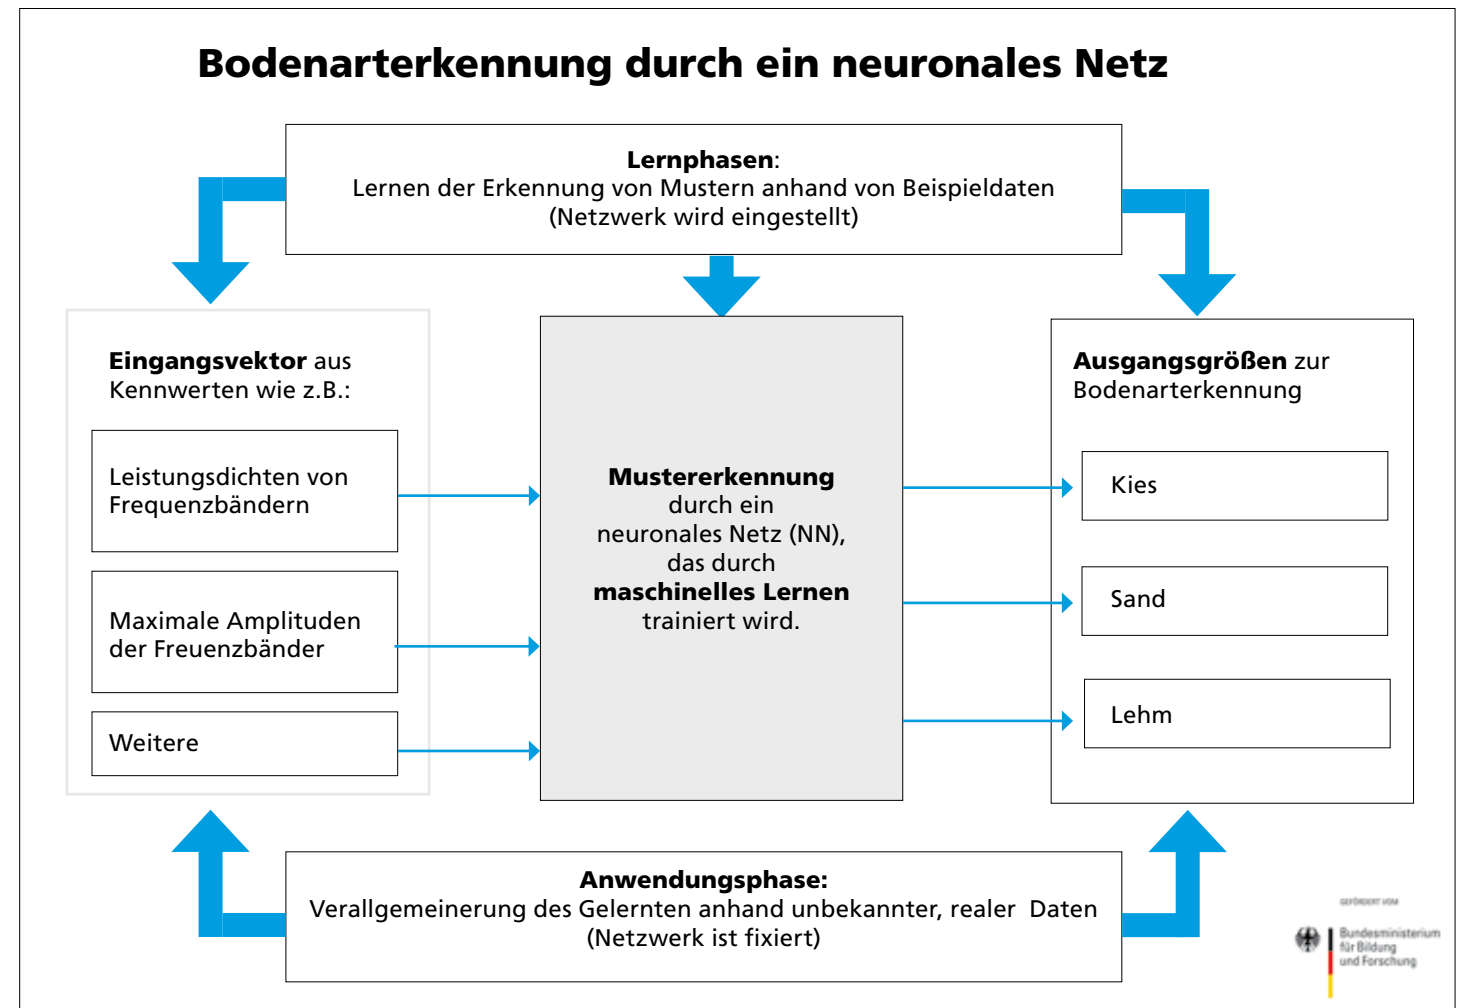 Bodenarterkennung durch ein neuronales Netz
Lernphasen:
Lernen der Erkennung von Mustern anhand von Beispieldaten
(Netzwerk wird eingestellt)
Eingangsvektor aus
Kennwerten wie z.B.:
Leistungsdichten von
Frequenzbändern
Maximale Amplituden
der Freuenzbänder
Weitere
Mustererkennung
durch ein
neuronales Netz (NN),
das durch
maschinelles Lernen
trainiert wird.
Ausgangsgrößen zur
Bodenarterkennung
Kies
Sand
Lehm
Anwendungsphase:
Verallgemeinerung des Gelernten anhand unbekannter, realer Daten
(Netzwerk ist fixiert)
GEFÖRDERT VOM
Bundesministerium
für Bildung
und Forschung